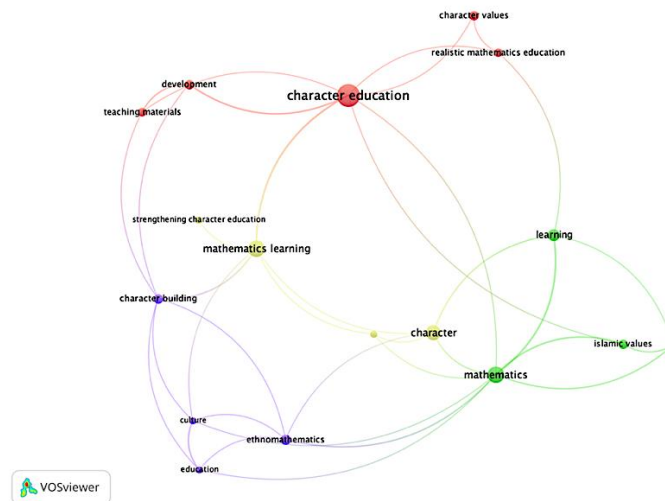 character values
realistic mathematics education
development
character education
teaching materials
strengthening character education
learning
mathematics learning
character building
character
islamic values
mathematics
culture
ethnomathematics
education
VOSviewer